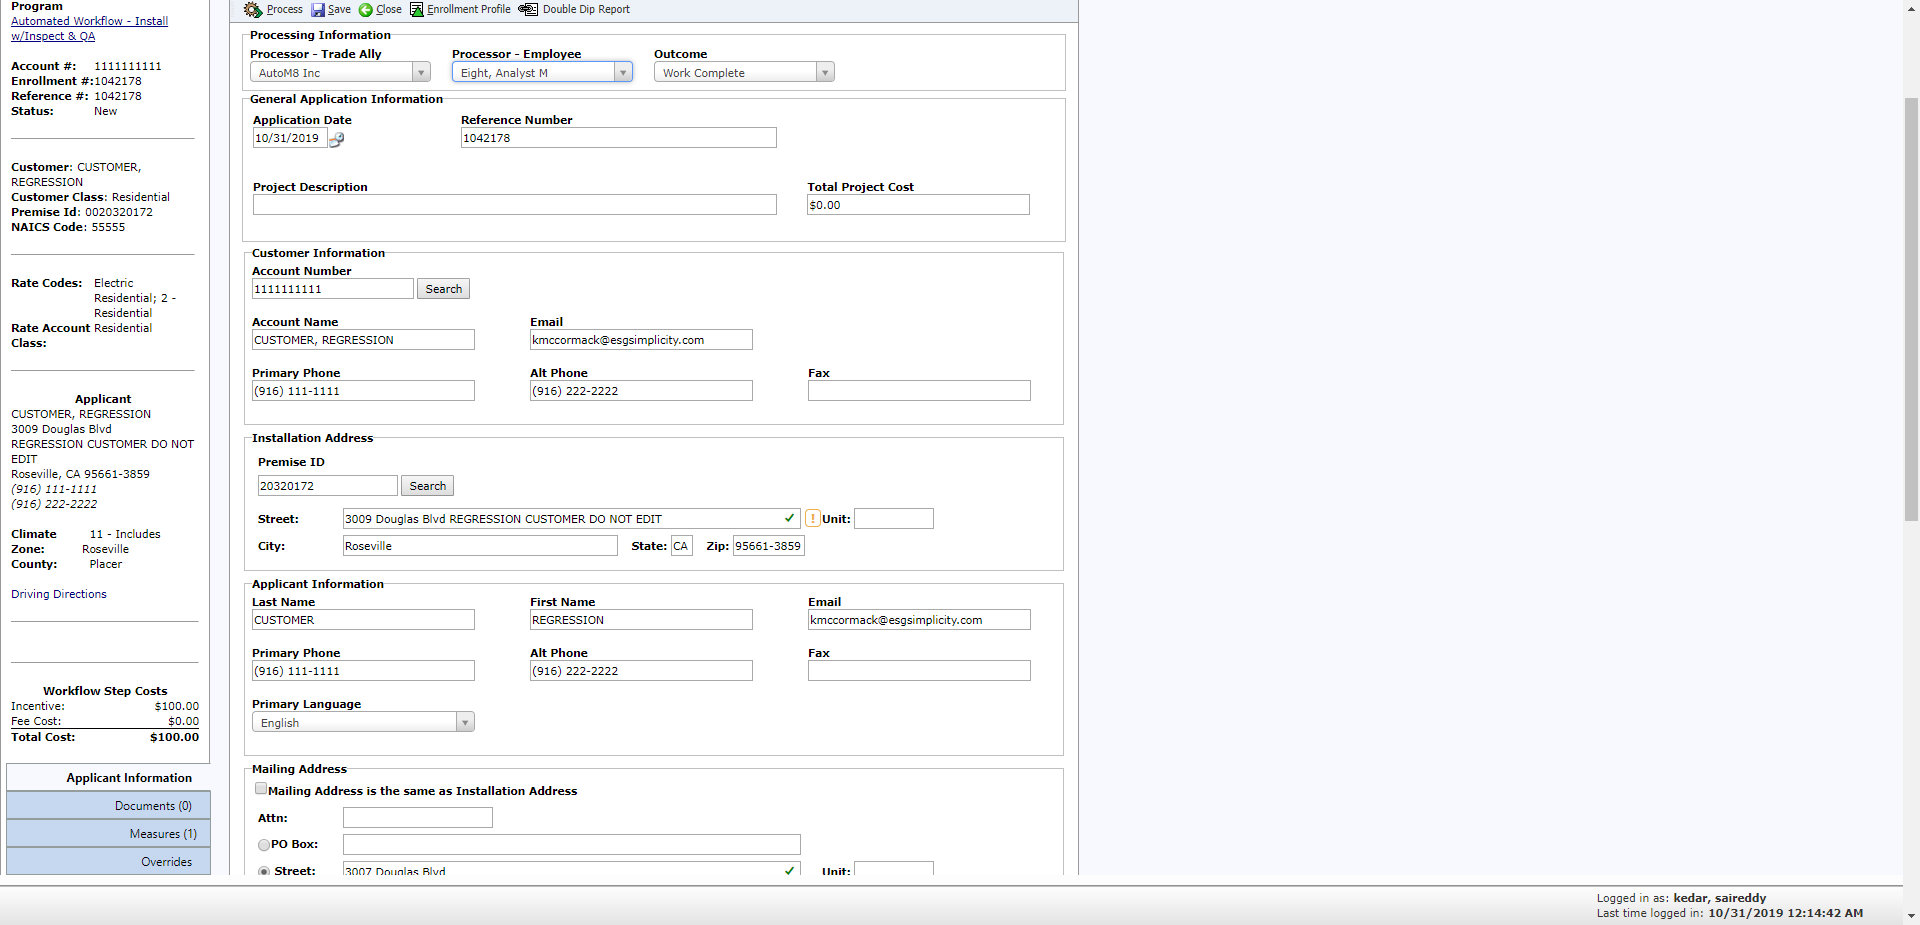 Program
Automated Workflow - Install
w/Inspect & QA
Account #: 1111111111
Enrollment #:1042178
Reference #: 1042178
Status: New
Customer: CUSTOMER,
REGRESSION
Customer Class: Residential
Premise Id: 0020320172
NAICS Code: 55555
Rate Codes: Electric
Residential; 2 -
Residential
Rate Account Residential
Class:
Applicant
CUSTOMER, REGRESSION
3009 Douglas Blvd
REGRESSION CUSTOMER DO NOT
EDIT
Roseville, CA 95661-3859
(916) 111-1111
(916) 222-2222
Climate 11 - Includes
Zone: Roseville
County: Placer
Driving Directions
Workflow Step Costs
Incentive: $100.00
Fee Cost: $0.00
Total Cost: $100.00
Applicant Information
Documents (0)
Measures (1)
Overrides
Process Save Close Enrollment Profile Double Dip Report
Processing Information
Processor - Trade Ally Processor - Employee Outcome
AutoM8 Inc Eight, Analyst M Work Complete
General Application Information
Application Date Reference Number
10/31/2019 1042178
Project Description Total Project Cost
$0.00
Customer Information
Account Number
1111111111 Search
Account Name Email
CUSTOMER, REGRESSION kmccormack@esgsimplicity.com
Primary Phone Alt Phone Fax
(916) 111-1111 (916) 222-2222
Installation Address
Premise ID
20320172 Search
Street: 3009 Douglas Blvd REGRESSION CUSTOMER DO NOT EDIT ! Unit:
City: Roseville State: CA Zip: 95661-3859
Applicant Information
Last Name First Name Email
CUSTOMER REGRESSION kmccormack@esgsimplicity.com
Primary Phone Alt Phone Fax
(916) 111-1111 (916) 222-2222
Primary Language
English
Mailing Address
Mailing Address is the same as Installation Address
Attn:
PO Box:
Street: 3007 Douglas Blvd Unit:
Logged in as: kedar, saireddy
Last time logged in: 10/31/2019 12:14:42 AM